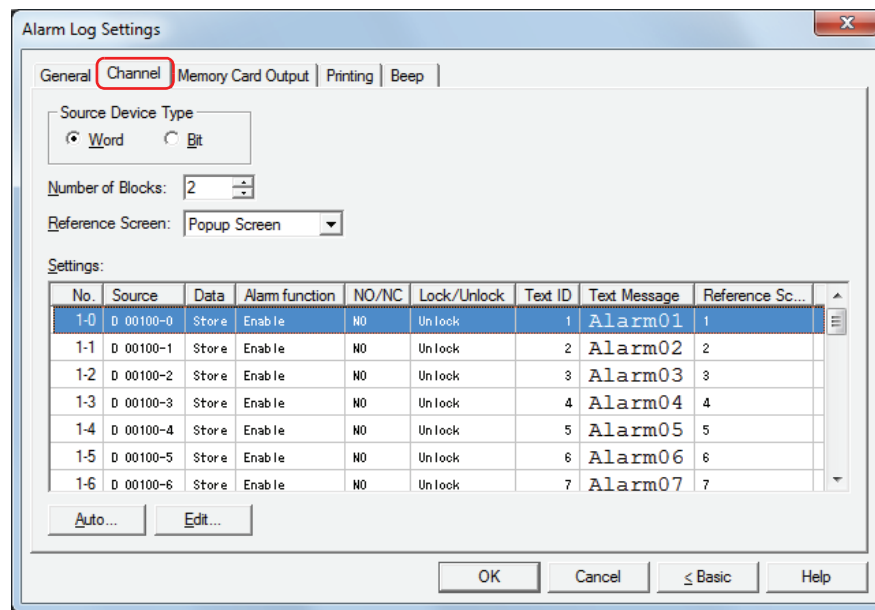 Alarm Log Settings
General Channel Memory Card Output Printing Beep
Source Device Type
Word Bit
Number of Blocks: 2
Reference Screen: Popup Screen
Settings:
No. Source Data Alarm function NO/NC Lock/Unlock Text ID Text Message Reference Sc...
1-0 D 00100-0 Store Enable NO Unlock 1 Alarm01 1
1-1 D 00100-1 Store Enable NO Unlock 2 Alarm02 2
1-2 D 00100-2 Store Enable NO Unlock 3 Alarm03 3
1-3 D 00100-3 Store Enable NO Unlock 4 Alarm04 4
1-4 D 00100-4 Store Enable NO Unlock 5 Alarm05 5
1-5 D 00100-5 Store Enable NO Unlock 6 Alarm06 6
1-6 D 00100-6 Store Enable NO Unlock 7 Alarm07 7
Auto... Edit...
OK Cancel < Basic Help